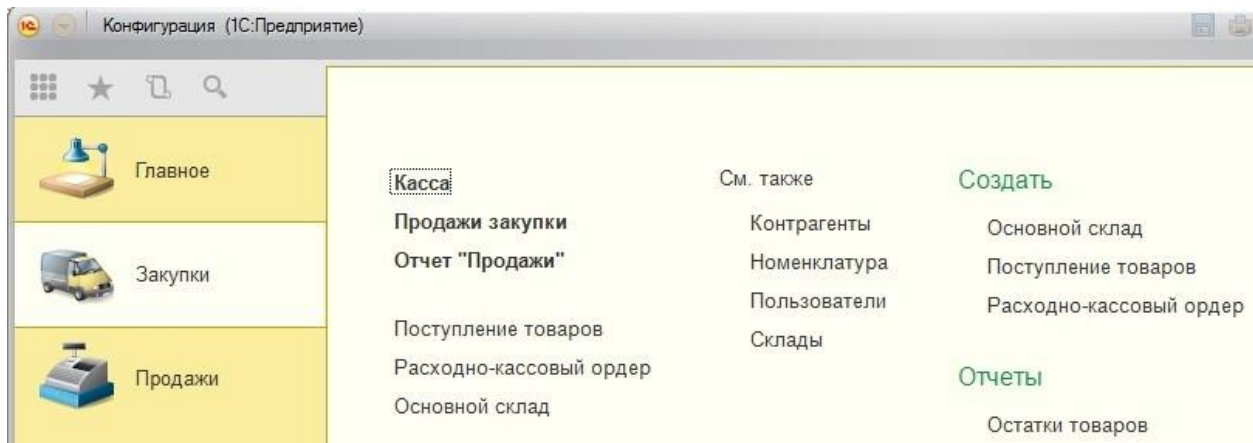 1С Конфигурация (1С:Предприятие)
Главное
Закупки
Продажи
Касса
Продажи закупки
Отчет "Продажи"
Поступление товаров
Расходно-кассовый ордер
Основной склад
См. также
Контрагенты
Номенклатура
Пользователи
Склады
Создать
Основной склад
Поступление товаров
Расходно-кассовый ордер
Отчеты
Остатки товаров